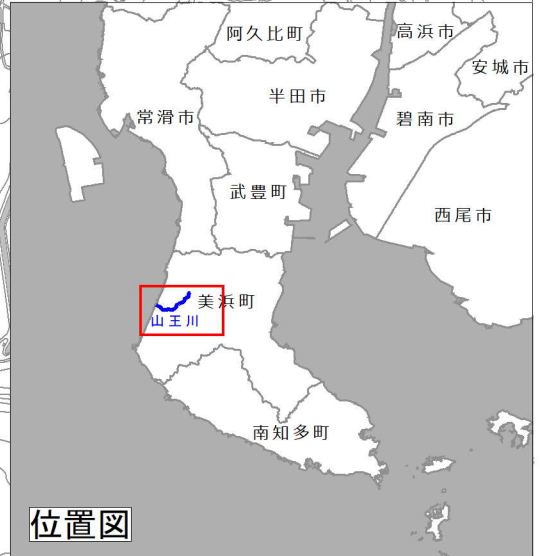 阿久比町
高浜市
安城市
半田市
常滑市
碧南市
武豊町
西尾市
美浜町
山王川
南知多町
位置図